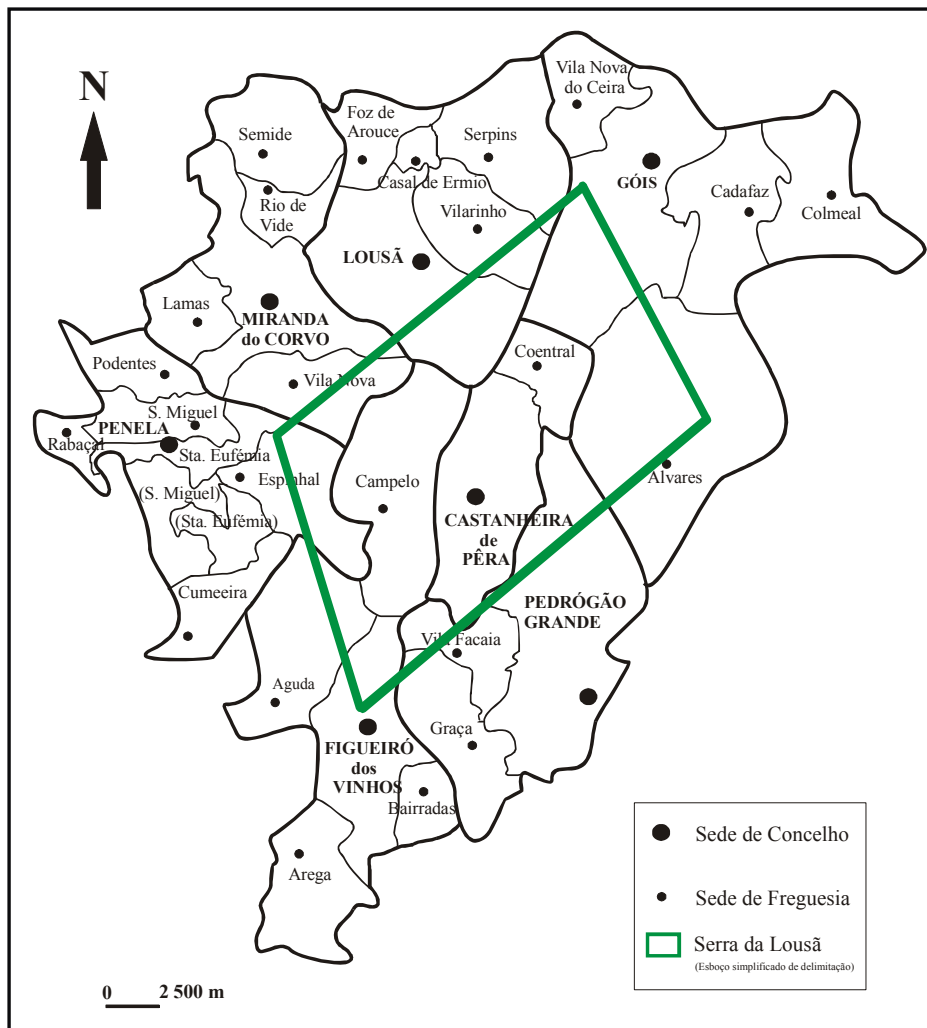 N
Vila Nova
do Ceira
Foz de
Arouce
Serpins
Semide
Casal de Ermio
GÓIS
Cadafaz
Colmeal
Rio de
Vide
Vilarinho
LOUSÃ
Lamas
MIRANDA
do CORVO
Coentral
Podentes
Vila Nova
S. Miguel
PENELA
Rabaçal
Sta. Eufémia
Espinhal
Campelo
Alvares
(S. Miguel)
(Sta. Eufémia)
CASTANHEIRA
de
PÊRA
Cumeeira
PEDRÓGÃO
GRANDE
Vila Facaia
Aguda
Graça
FIGUEIRÓ
dos
VINHOS
Bairradas
Arega
Sede de Concelho
Sede de Freguesia
Serra da Lousã
(Esboço simplificado de delimitação)
0 2 500 m